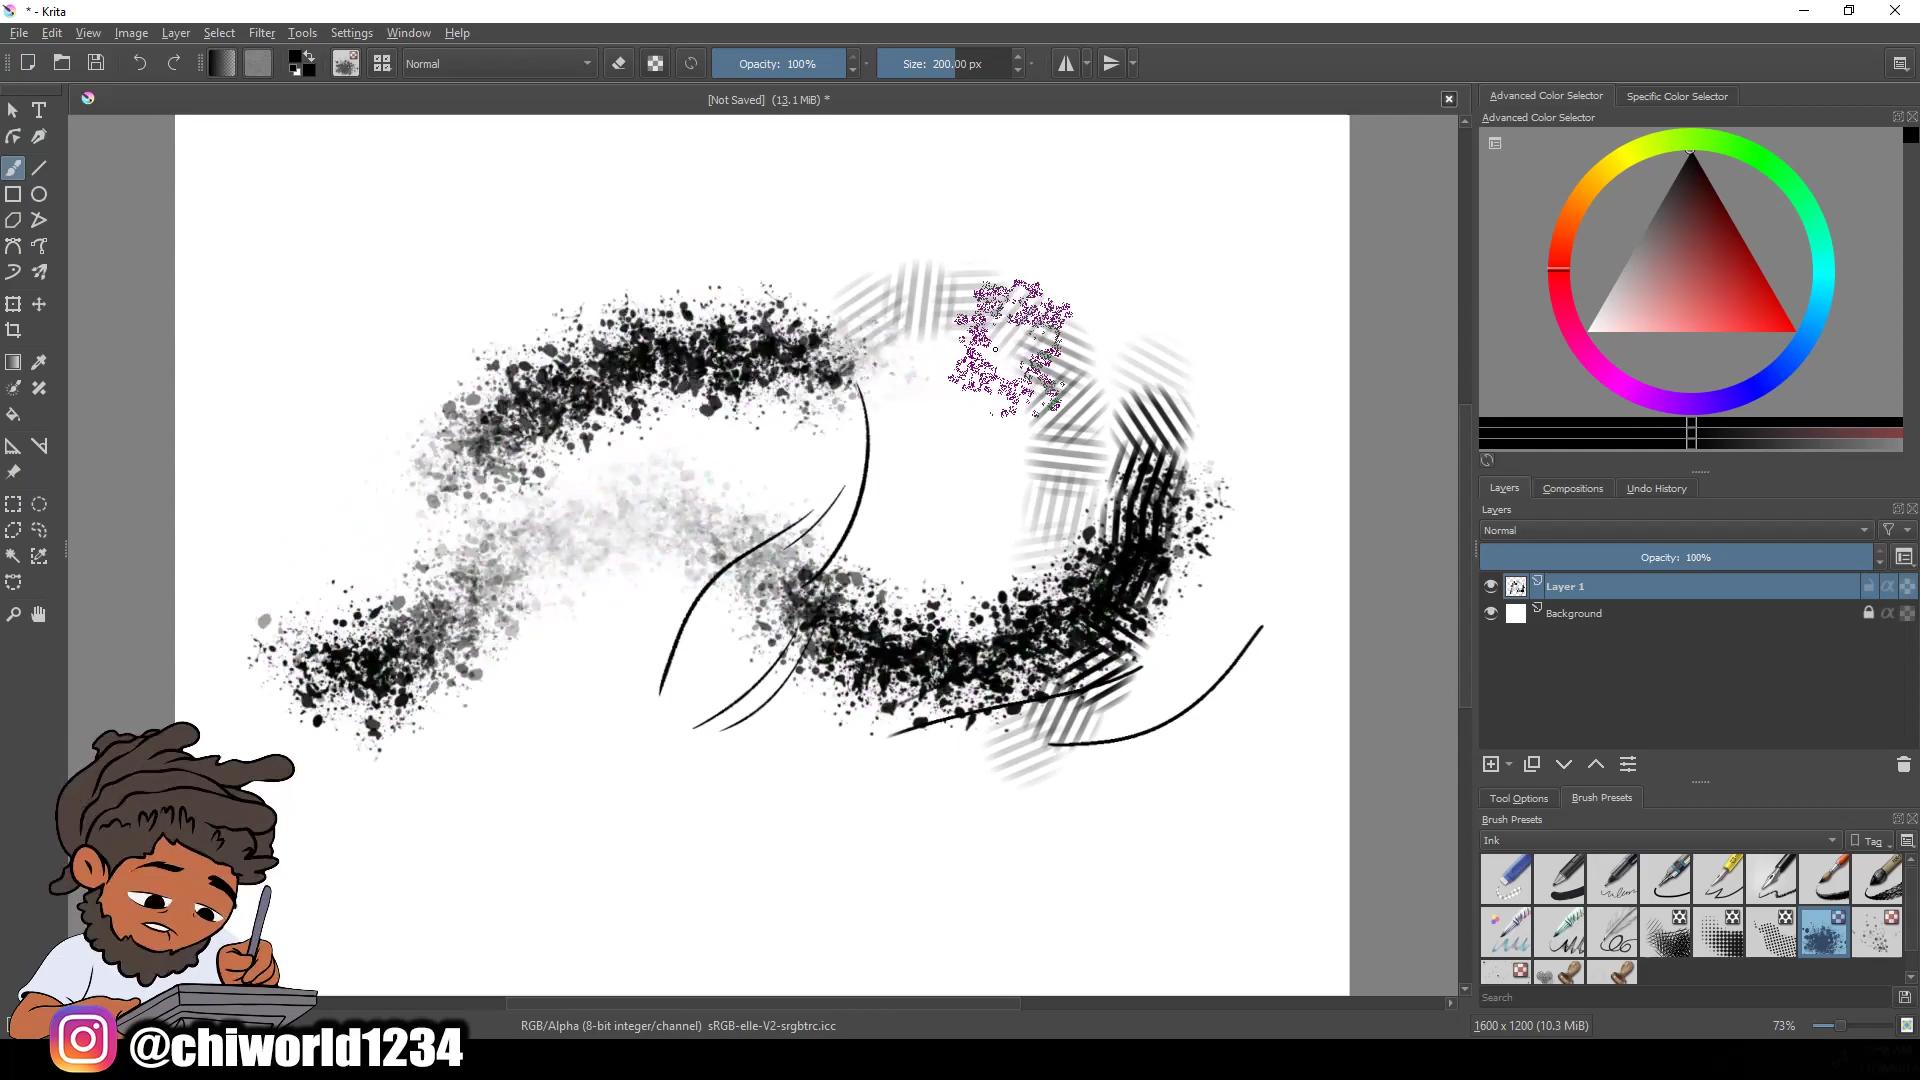 * - Krita
File Edit View Image Layer Select Filter Tools Settings Window Help
Normal
Opacity: 100%
Size: 200.00 px
[Not Saved] (13.1 MiB) *
Advanced Color Selector
Specific Color Selector
Advanced Color Selector
Layers
Compositions
Undo History
Layers
Normal
Opacity: 100%
Layer 1
Background
Tool Options
Brush Presets
Brush Presets
Ink
Tag
Search
RGB/Alpha (8-bit integer/channel) sRGB-elle-V2-srgbtrc.icc
1600 x 1200 (10.3 MiB)
73%
@chiworld1234